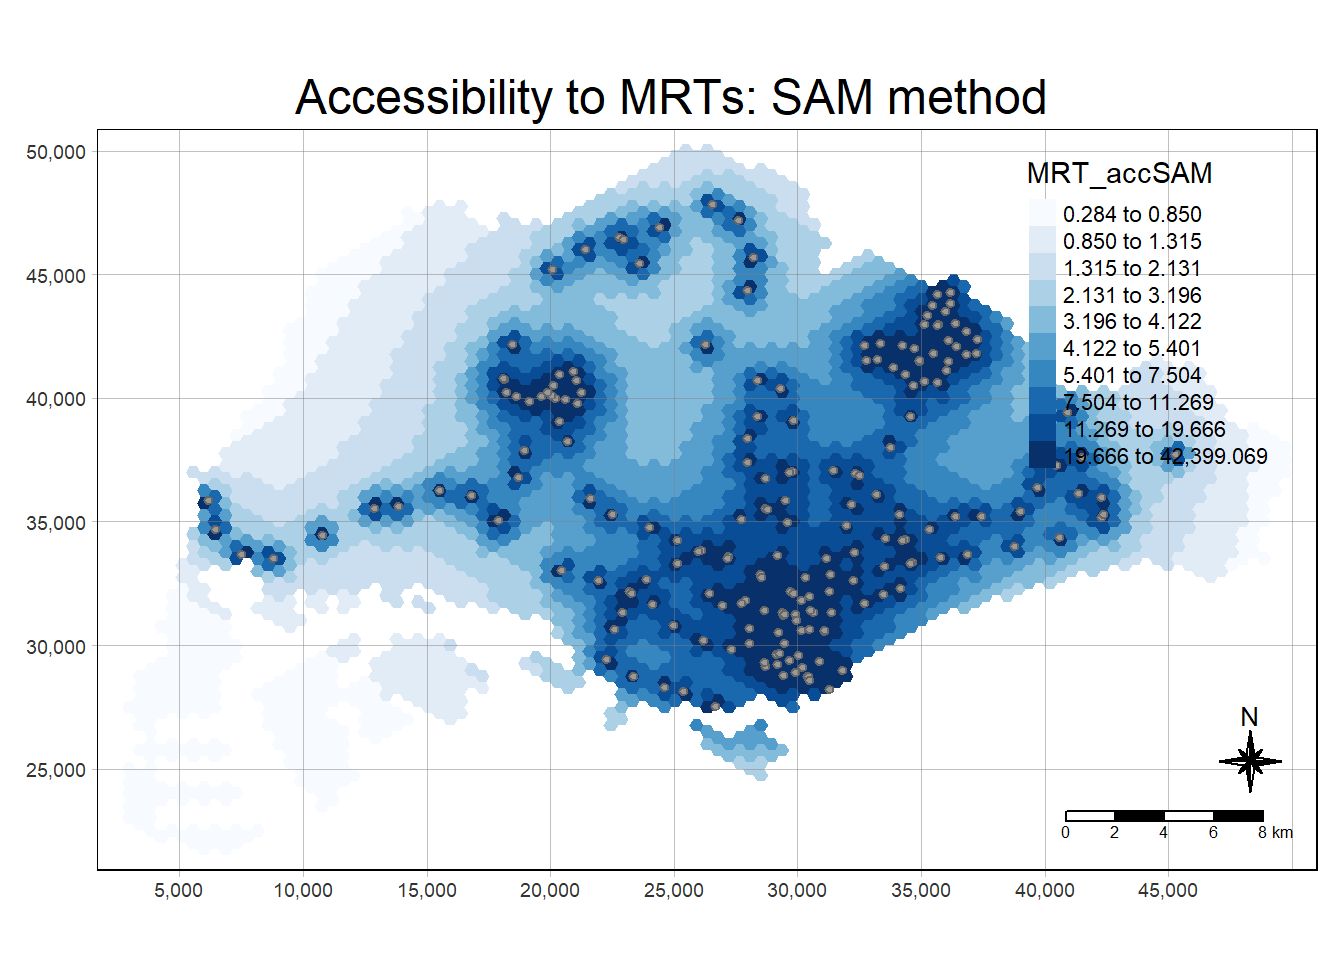 Accessibility to MRTs: SAM method
MRT_accSAM
0.284 to 0.850
0.850 to 1.315
1.315 to 2.131
2.131 to 3.196
3.196 to 4.122
4.122 to 5.401
5.401 to 7.504
7.504 to 11.269
11.269 to 19.666
19.666 to 42,399.069
50,000
45,000
40,000
35,000
30,000
25,000
N
0 2 4 6 8 km
5,000 10,000 15,000 20,000 25,000 30,000 35,000 40,000 45,000